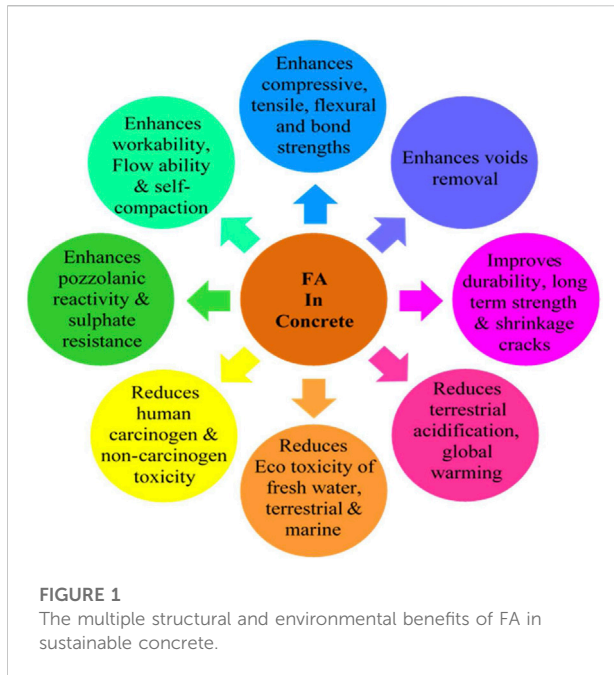 Enhances
compressive,
tensile, flexural
and bond
strengths
Enhances voids
removal
Improves
durability, long
term strength
& shrinkage
cracks
Reduces
terrestrial
acidification,
global
warming
Reduces
Eco toxicity of
fresh water,
terrestrial &
marine
Reduces
human
carcinogen &
non-carcinogen
toxicity
Enhances
pozzolanic
reactivity &
sulphate
resistance
Enhances
workability,
Flow ability
& self-
compaction
FA
In
Concrete
FIGURE 1
The multiple structural and environmental benefits of FA in
sustainable concrete.